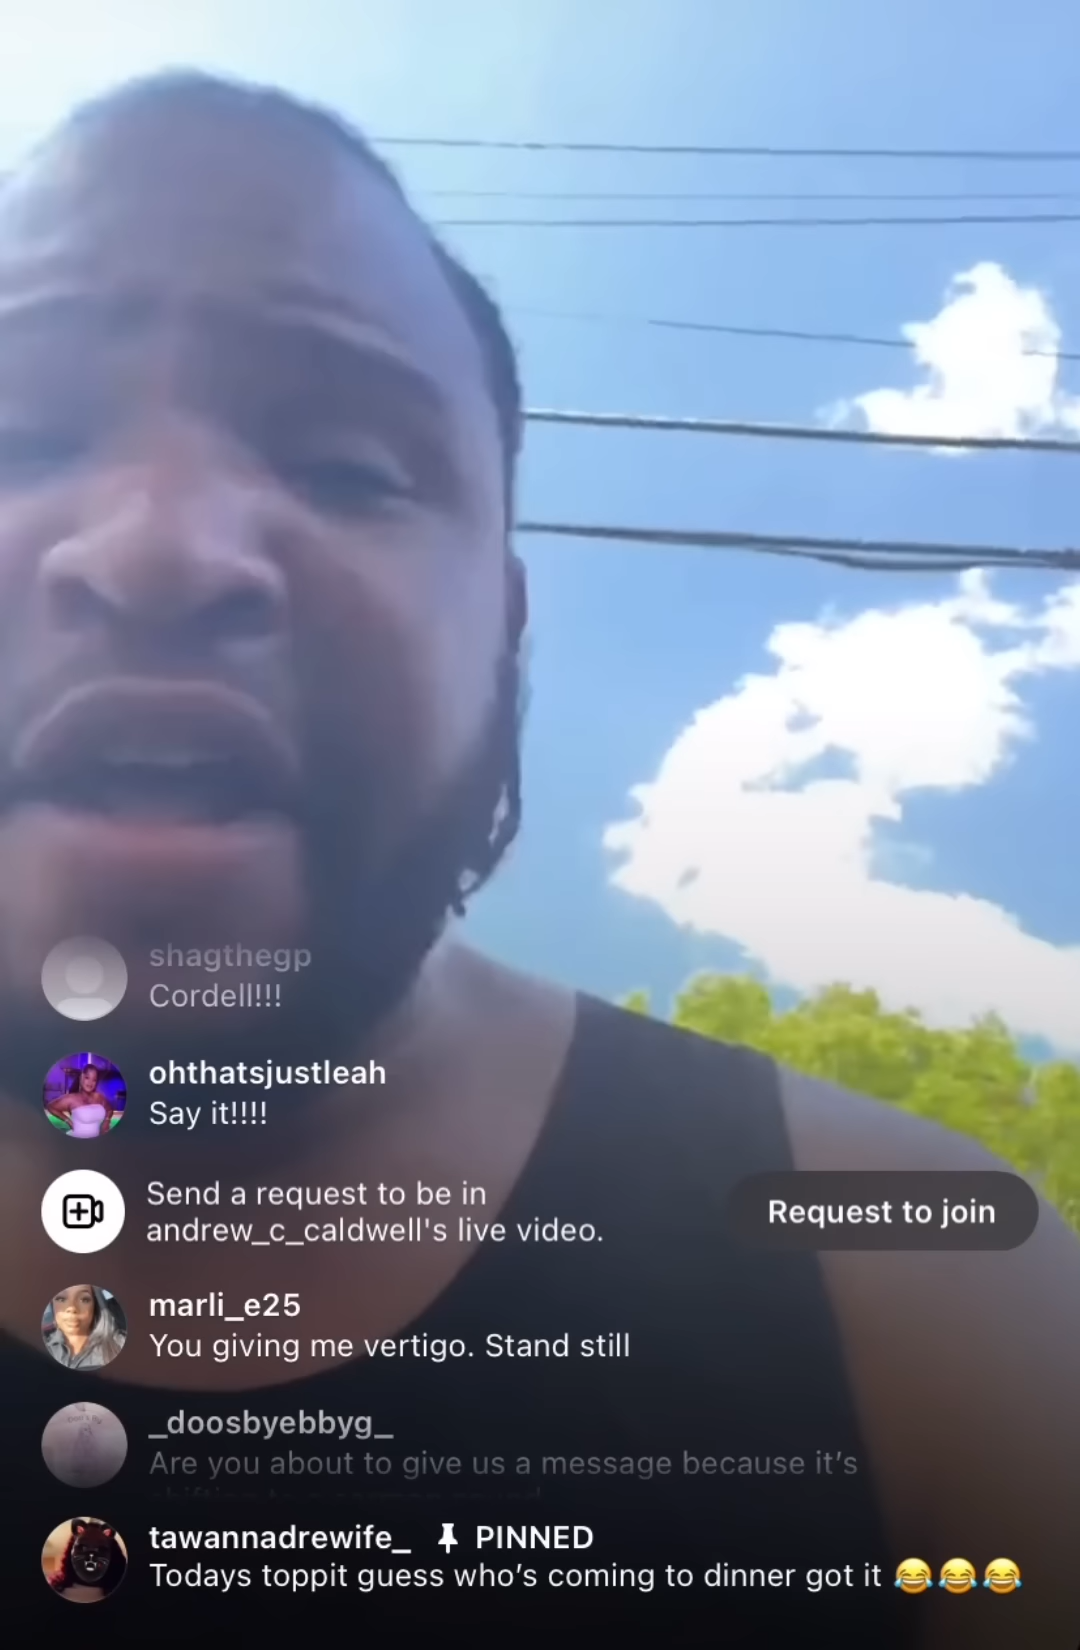 shagthegp
Cordell!!!
ohthatsjustleah
Say it!!!!
Send a request to be in
andrew_c_caldwell's live video.
Request to join
marli_e25
You giving me vertigo. Stand still
_doosbyebbyg_
Are you about to give us a message because it’s
tawannadrewife_ PINNED
Todays toppit guess who’s coming to dinner got it 😂😂😂